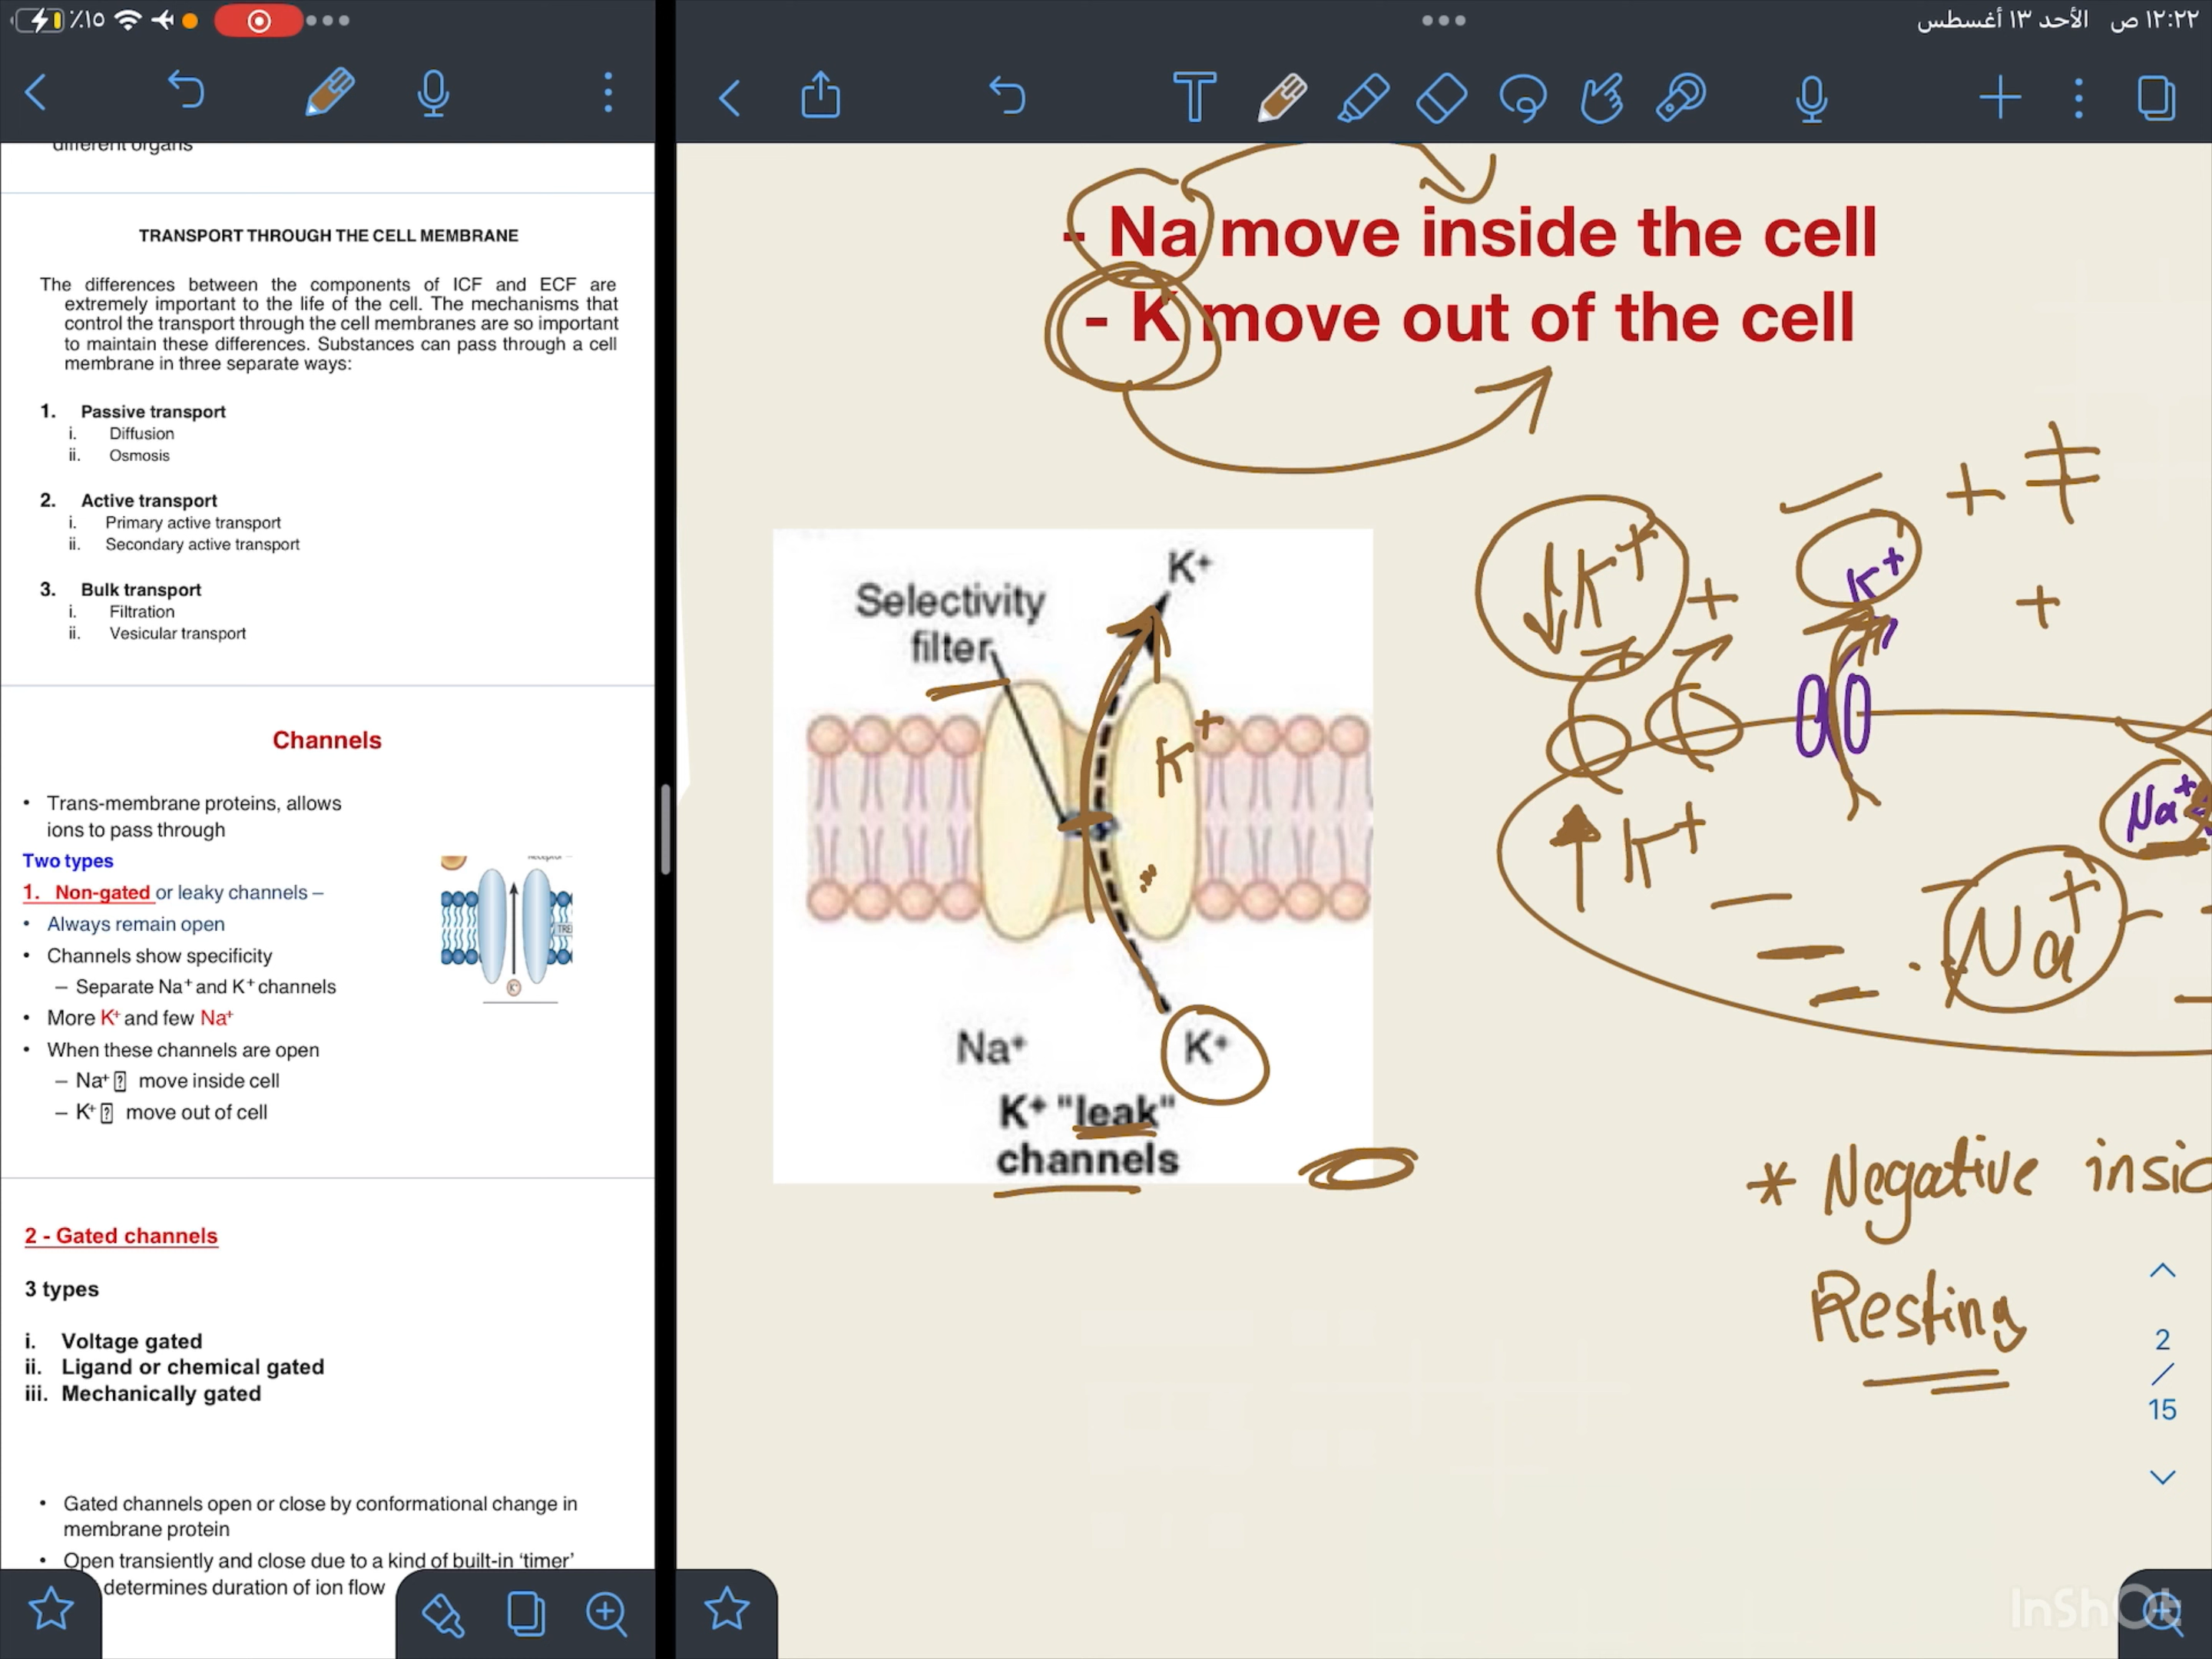 ٪١٥
١٢:٢٢ ص الأحد ١٣ أغسطس
different organs
TRANSPORT THROUGH THE CELL MEMBRANE
The differences between the components of ICF and ECF are
extremely important to the life of the cell. The mechanisms that
control the transport through the cell membranes are so important
to maintain these differences. Substances can pass through a cell
membrane in three separate ways:
1. Passive transport
i. Diffusion
ii. Osmosis
2. Active transport
i. Primary active transport
ii. Secondary active transport
3. Bulk transport
i. Filtration
ii. Vesicular transport
Channels
• Trans-membrane proteins, allows
ions to pass through
Two types
1. Non-gated or leaky channels –
• Always remain open
• Channels show specificity
– Separate Na⁺ and K⁺ channels
• More K⁺ and few Na⁺
• When these channels are open
– Na⁺ move inside cell
– K⁺ move out of cell
K⁺
2 - Gated channels
3 types
i. Voltage gated
ii. Ligand or chemical gated
iii. Mechanically gated
• Gated channels open or close by conformational change in
membrane protein
• Open transiently and close due to a kind of built-in ‘timer’
determines duration of ion flow
T
- Na move inside the cell
- K move out of the cell
K⁺
Selectivity
filter
K⁺
Na⁺ K⁺
K⁺ "leak"
channels
↓K⁺ + K⁺ + +
↑ K⁺
Na⁺
Na⁺
* Negative
Resting
2
/
15
InShOt